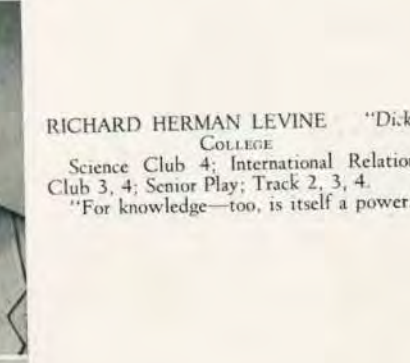 RICHARD HERMAN LEVINE "Dick
COLLEGE
Science Club 4; International Relation
Club 3, 4; Senior Play; Track 2, 3, 4.
"For knowledge—too, is itself a power